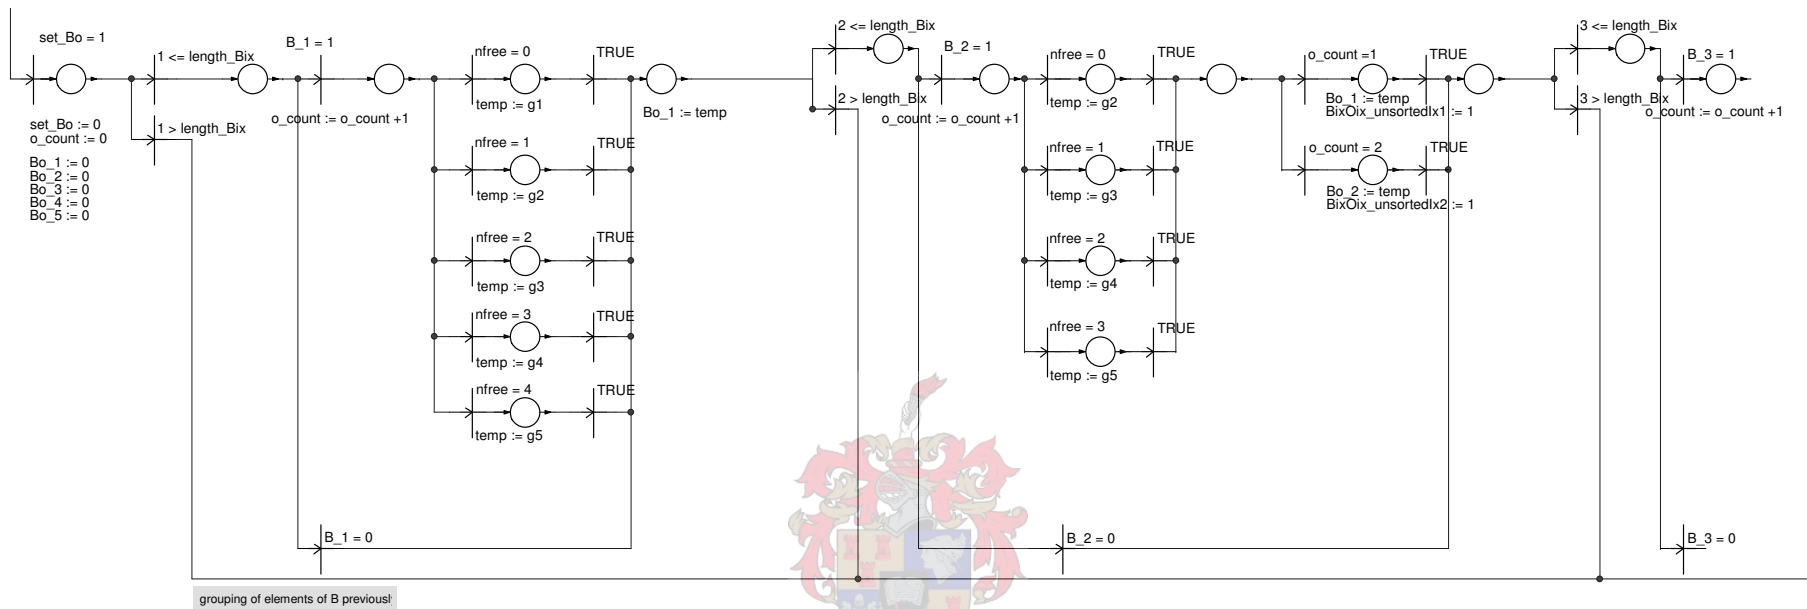 set_Bo = 1
set_Bo := 0
o_count := 0
Bo_1 := 0
Bo_2 := 0
Bo_3 := 0
Bo_4 := 0
Bo_5 := 0
1 <= length_Bix
1 > length_Bix
B_1 = 1
o_count := o_count +1
nfree = 0
TRUE
temp := g1
nfree = 1
TRUE
temp := g2
nfree = 2
TRUE
temp := g3
nfree = 3
TRUE
temp := g4
nfree = 4
TRUE
temp := g5
B_1 = 0
Bo_1 := temp
2 <= length_Bix
2 > length_Bix
B_2 = 1
o_count := o_count +1
nfree = 0
TRUE
temp := g2
nfree = 1
TRUE
temp := g3
nfree = 2
TRUE
temp := g4
nfree = 3
TRUE
temp := g5
B_2 = 0
o_count =1
TRUE
Bo_1 := temp
BixOix_unsortedIx1 := 1
o_count = 2
TRUE
Bo_2 := temp
BixOix_unsortedIx2 := 1
3 <= length_Bix
3 > length_Bix
B_3 = 1
o_count := o_count +1
B_3 = 0
grouping of elements of B previousl